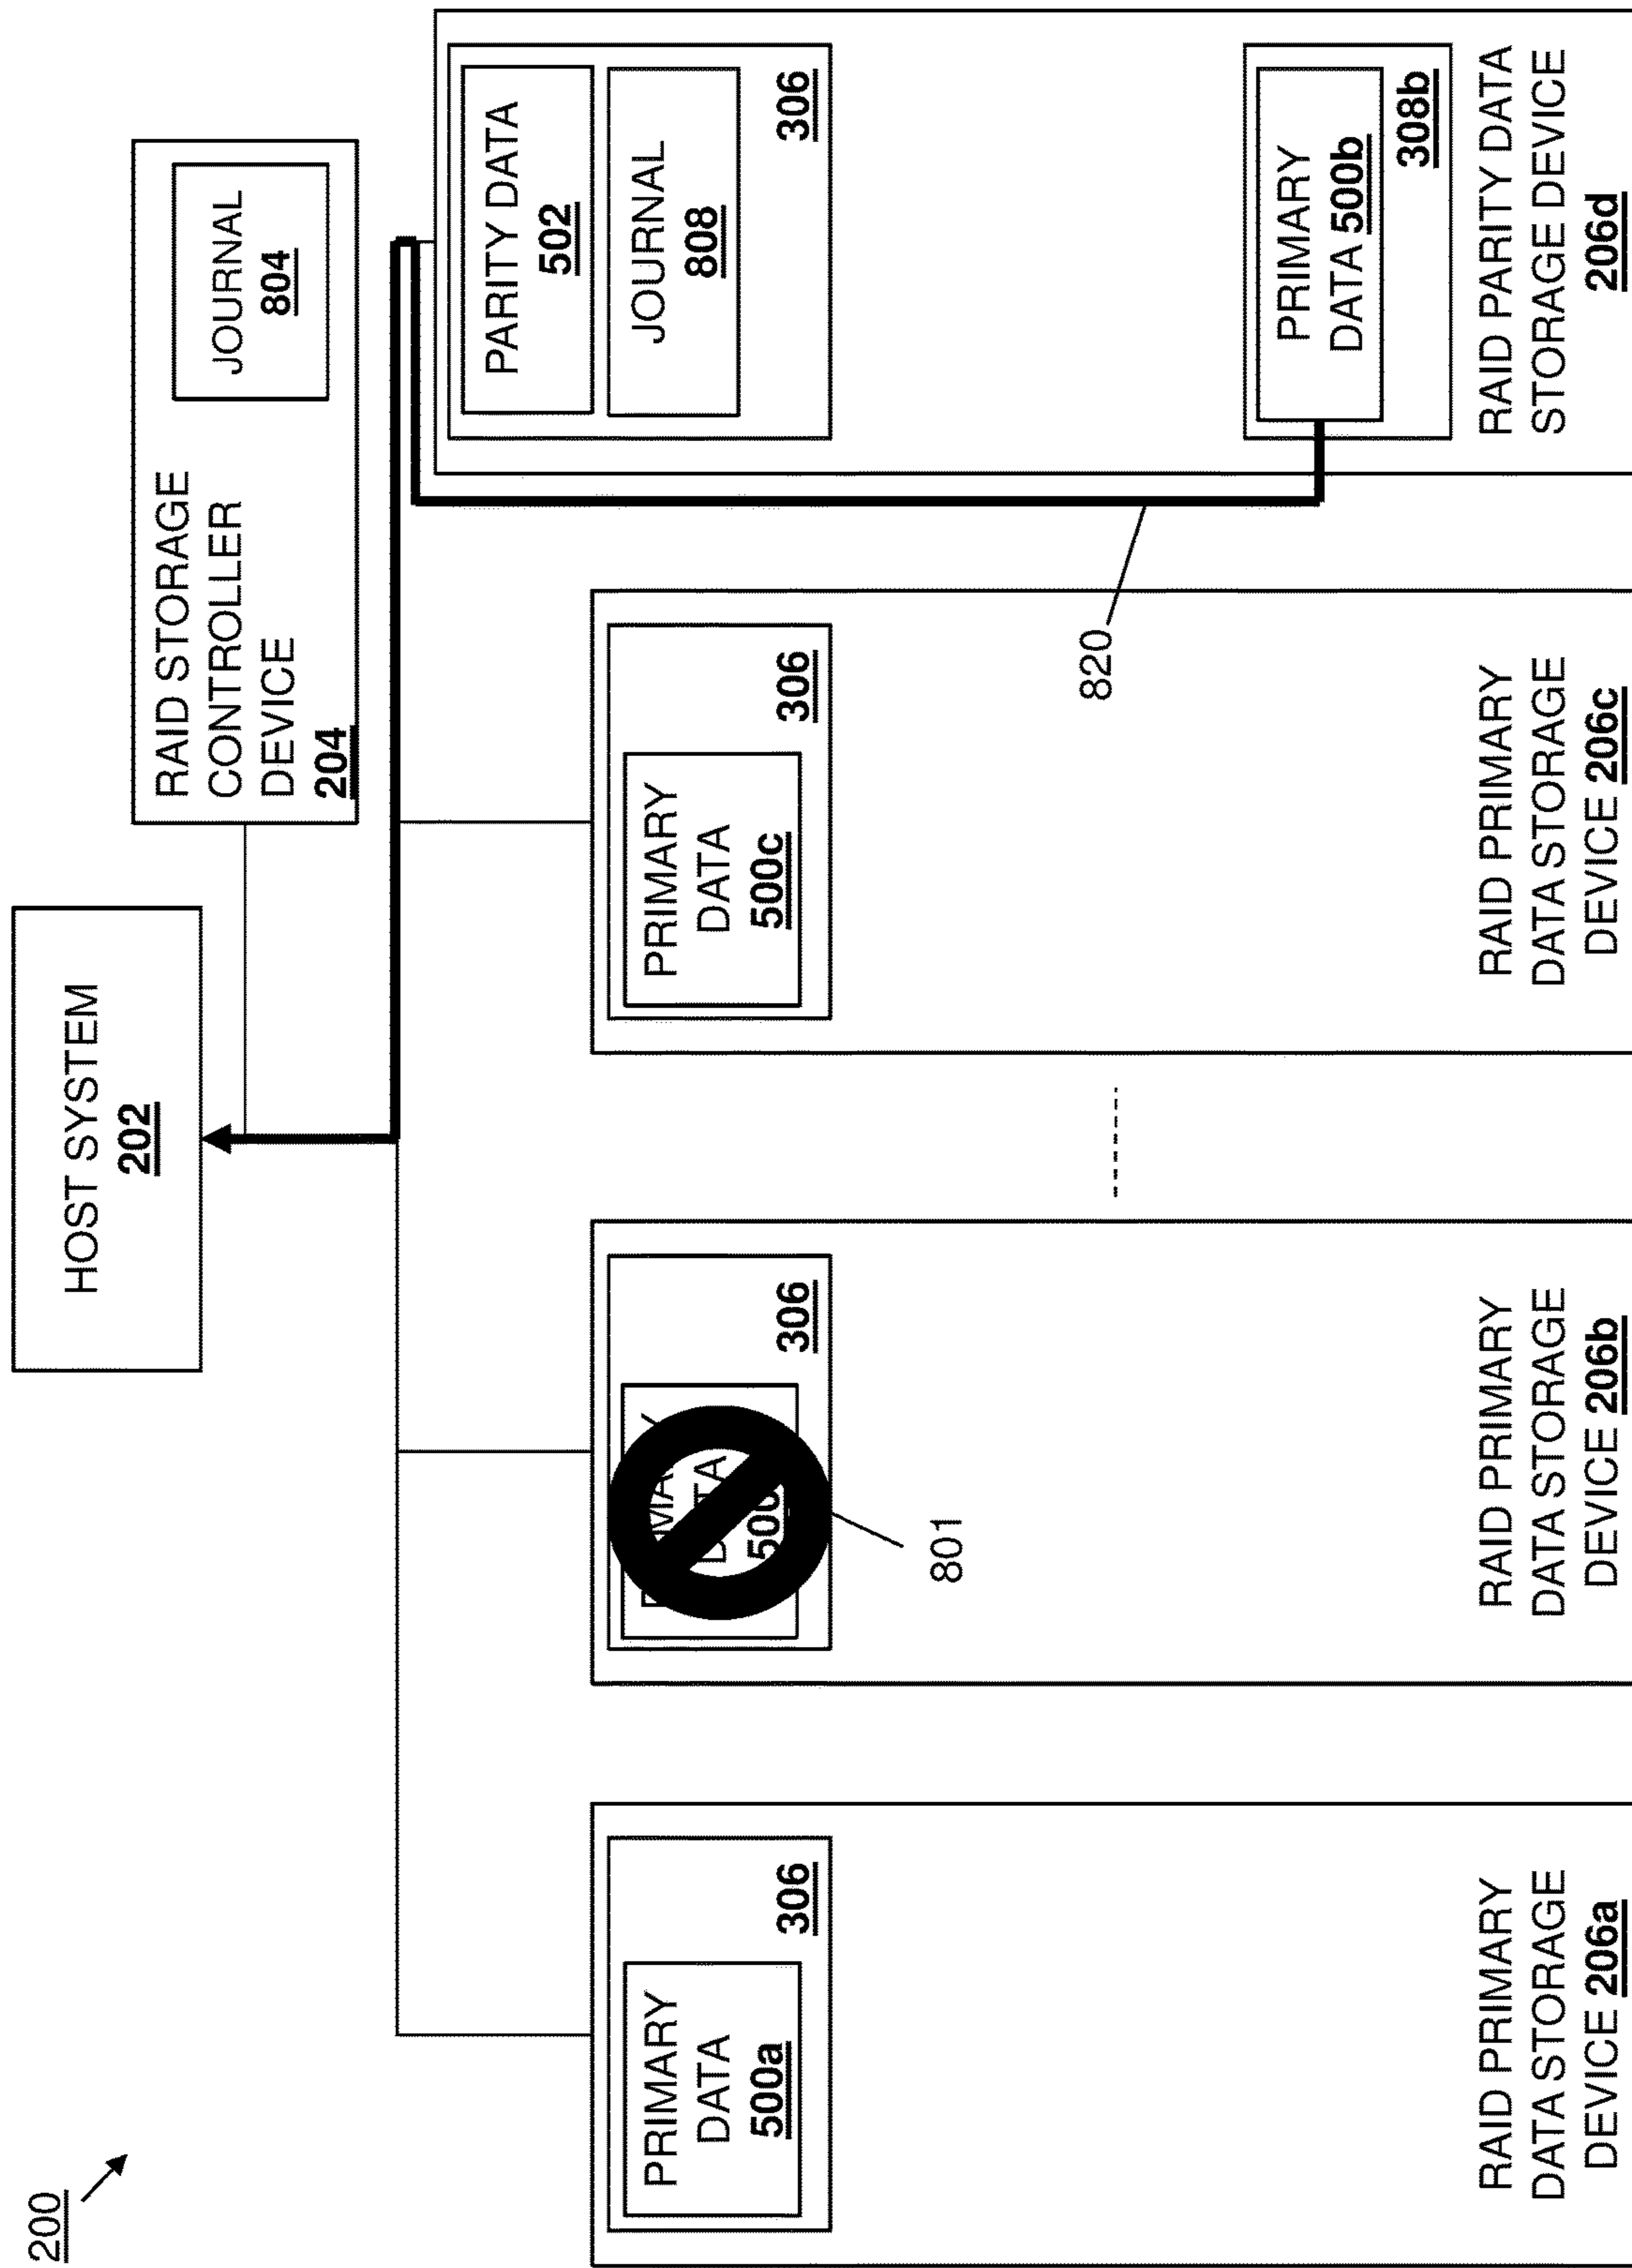 200
HOST SYSTEM
202
RAID STORAGE
CONTROLLER
DEVICE
204
JOURNAL
804
PRIMARY
DATA
500a
306
RAID PRIMARY
DATA STORAGE
DEVICE 206a
306
801
RAID PRIMARY
DATA STORAGE
DEVICE 206b
PRIMARY
DATA
500c
306
RAID PRIMARY
DATA STORAGE
DEVICE 206c
820
PARITY DATA
502
JOURNAL
808
306
PRIMARY
DATA 500b
308b
RAID PARITY DATA
STORAGE DEVICE
206d